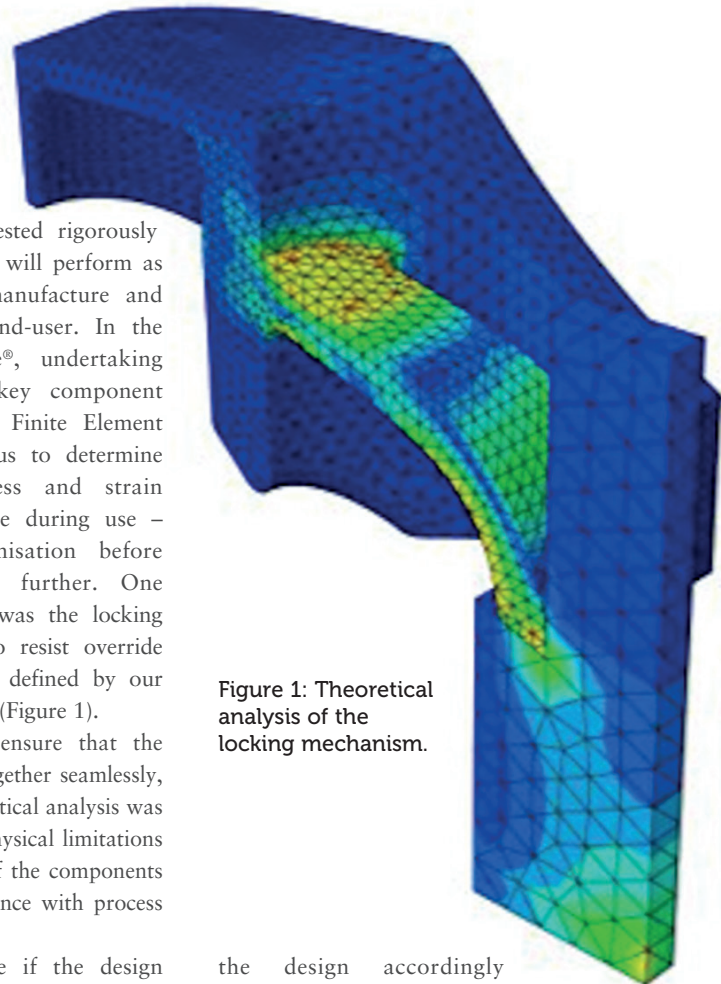 ested rigorously
will perform as
nanufacture and
nd-user. In the
e®, undertaking
key component
Finite Element
us to determine
ess and strain
e during use –
nisation before
further. One
was the locking
o resist override
defined by our
(Figure 1).
ensure that the
gether seamlessly,
tical analysis was
hysical limitations
f the components
nce with process
e if the design
Figure 1: Theoretical
analysis of the
locking mechanism.
the design accordingly